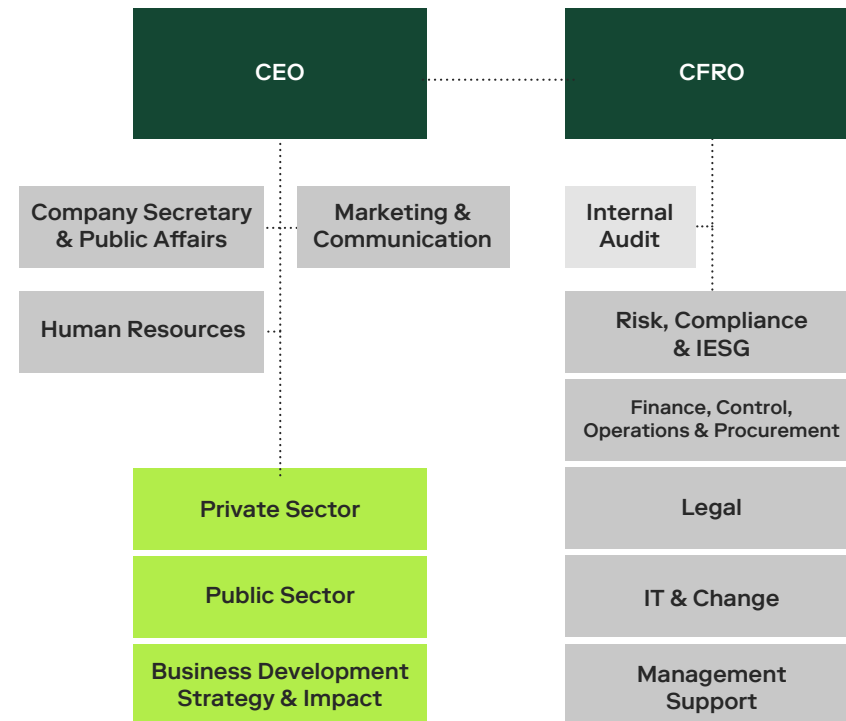 CEO
CFRO
Company Secretary
& Public Affairs
Marketing &
Communication
Internal
Audit
Human Resources
Risk, Compliance
& IESG
Finance, Control,
Operations & Procurement
Private Sector
Legal
Public Sector
IT & Change
Business Development
Strategy & Impact
Management
Support